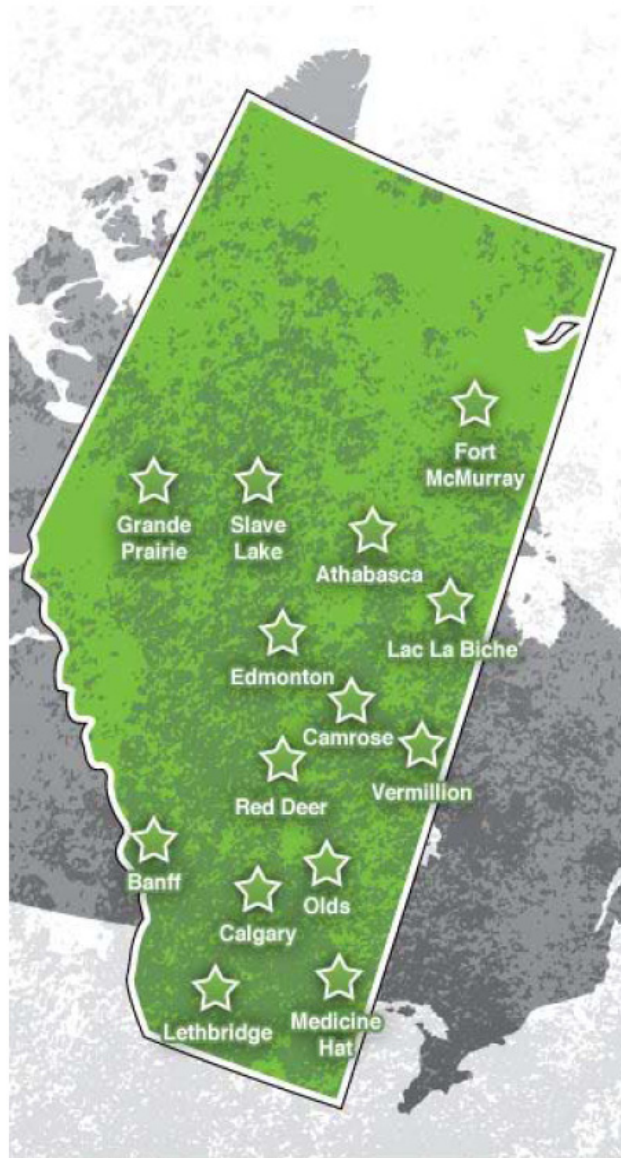 Fort
McMurray
Grande
Prairie
Slave
Lake
Athabasca
Lac La Biche
Edmonton
Camrose
Vermillion
Red Deer
Banff
Olds
Calgary
Lethbridge
Medicine
Hat